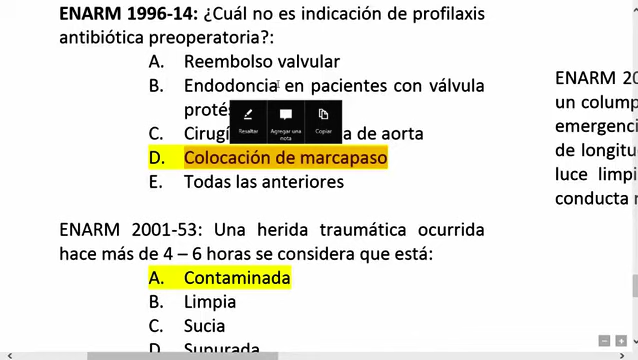 ENARM 1996-14: ¿Cuál no es indicación de profilaxis
antibiótica preoperatoria?:
A. Reembolso valvular
B. Endodoncia en pacientes con válvula
Resaltar
Agregar una
nota
Copiar
C. a de aorta
D. Colocación de marcapaso
E. Todas las anteriores
ENARM 2001-53: Una herida traumática ocurrida
hace más de 4 – 6 horas se considera que está:
A. Contaminada
B. Limpia
C. Sucia
D. Supurada
ENARM 20
un colump
emergenci
de longitu
luce limpi
conducta